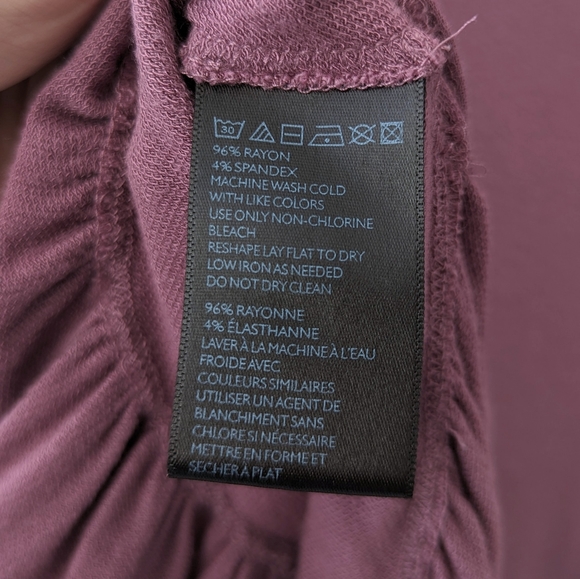 30
96% RAYON
4% SPANDEX
MACHINE WASH COLD
WITH LIKE COLORS
USE ONLY NON-CHLORINE
BLEACH
RESHAPE LAY FLAT TO DRY
LOW IRON AS NEEDED
DO NOT DRY CLEAN
96% RAYONNE
4% ÉLASTHANNE
LAVER À LA MACHINE À L'EAU
FROIDE AVEC
COULEURS SIMILAIRES
UTILISER UN AGENT DE
BLANCHIMENT SANS
CHLORE SI NÉCESSAIRE
METTRE EN FORME ET
SÉCHER À PLAT